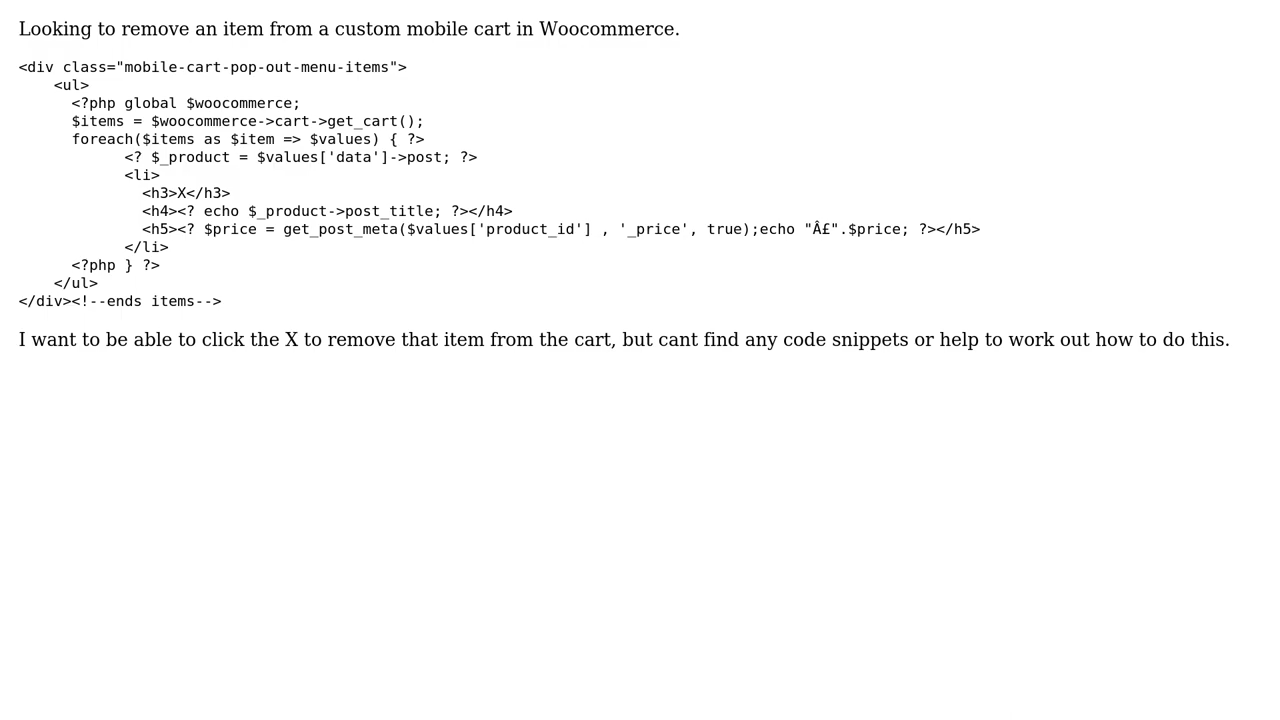 Looking to remove an item from a custom mobile cart in Woocommerce.
<div class="mobile-cart-pop-out-menu-items">
    <ul>
      <?php global $woocommerce;
      $items = $woocommerce->cart->get_cart();
      foreach($items as $item => $values) { ?>
            <? $_product = $values['data']->post; ?>
            <li>
              <h3>X</h3>
              <h4><? echo $_product->post_title; ?></h4>
              <h5><? $price = get_post_meta($values['product_id'] , '_price', true);echo "Â£".$price; ?></h5>
            </li>
      <?php } ?>
    </ul>
</div><!--ends items-->
I want to be able to click the X to remove that item from the cart, but cant find any code snippets or help to work out how to do this.